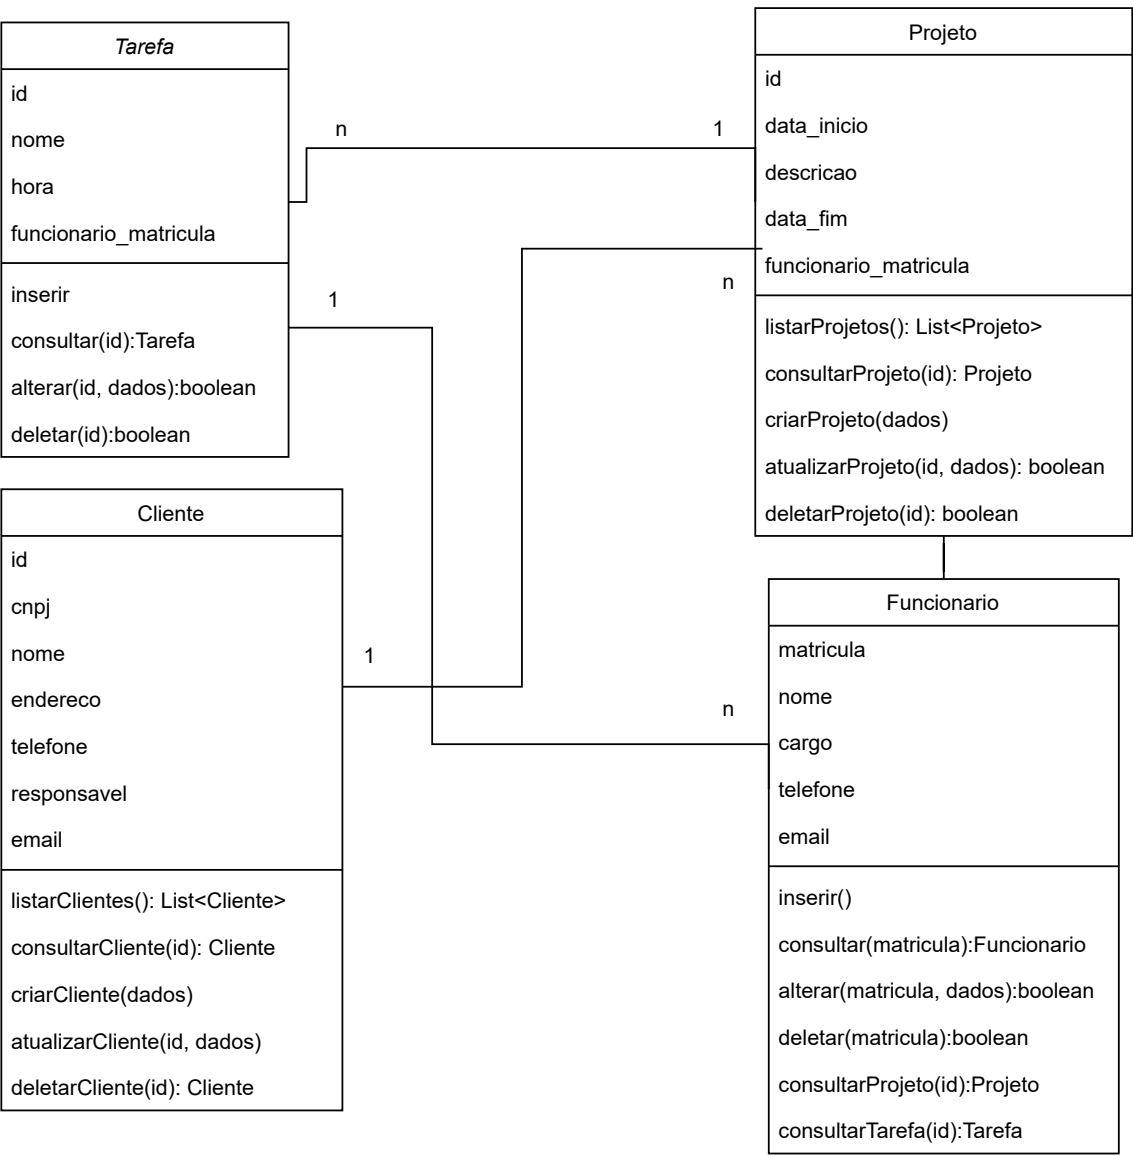 Tarefa
id
nome
hora
funcionario_matricula
inserir
consultar(id):Tarefa
alterar(id, dados):boolean
deletar(id):boolean
n
1
Projeto
id
data_inicio
descricao
data_fim
funcionario_matricula
listarProjetos(): List<Projeto>
consultarProjeto(id): Projeto
criarProjeto(dados)
atualizarProjeto(id, dados): boolean
deletarProjeto(id): boolean
1
n
Cliente
id
cnpj
nome
endereco
telefone
responsavel
email
listarClientes(): List<Cliente>
consultarCliente(id): Cliente
criarCliente(dados)
atualizarCliente(id, dados)
deletarCliente(id): Cliente
1
n
Funcionario
matricula
nome
cargo
telefone
email
inserir()
consultar(matricula):Funcionario
alterar(matricula, dados):boolean
deletar(matricula):boolean
consultarProjeto(id):Projeto
consultarTarefa(id):Tarefa